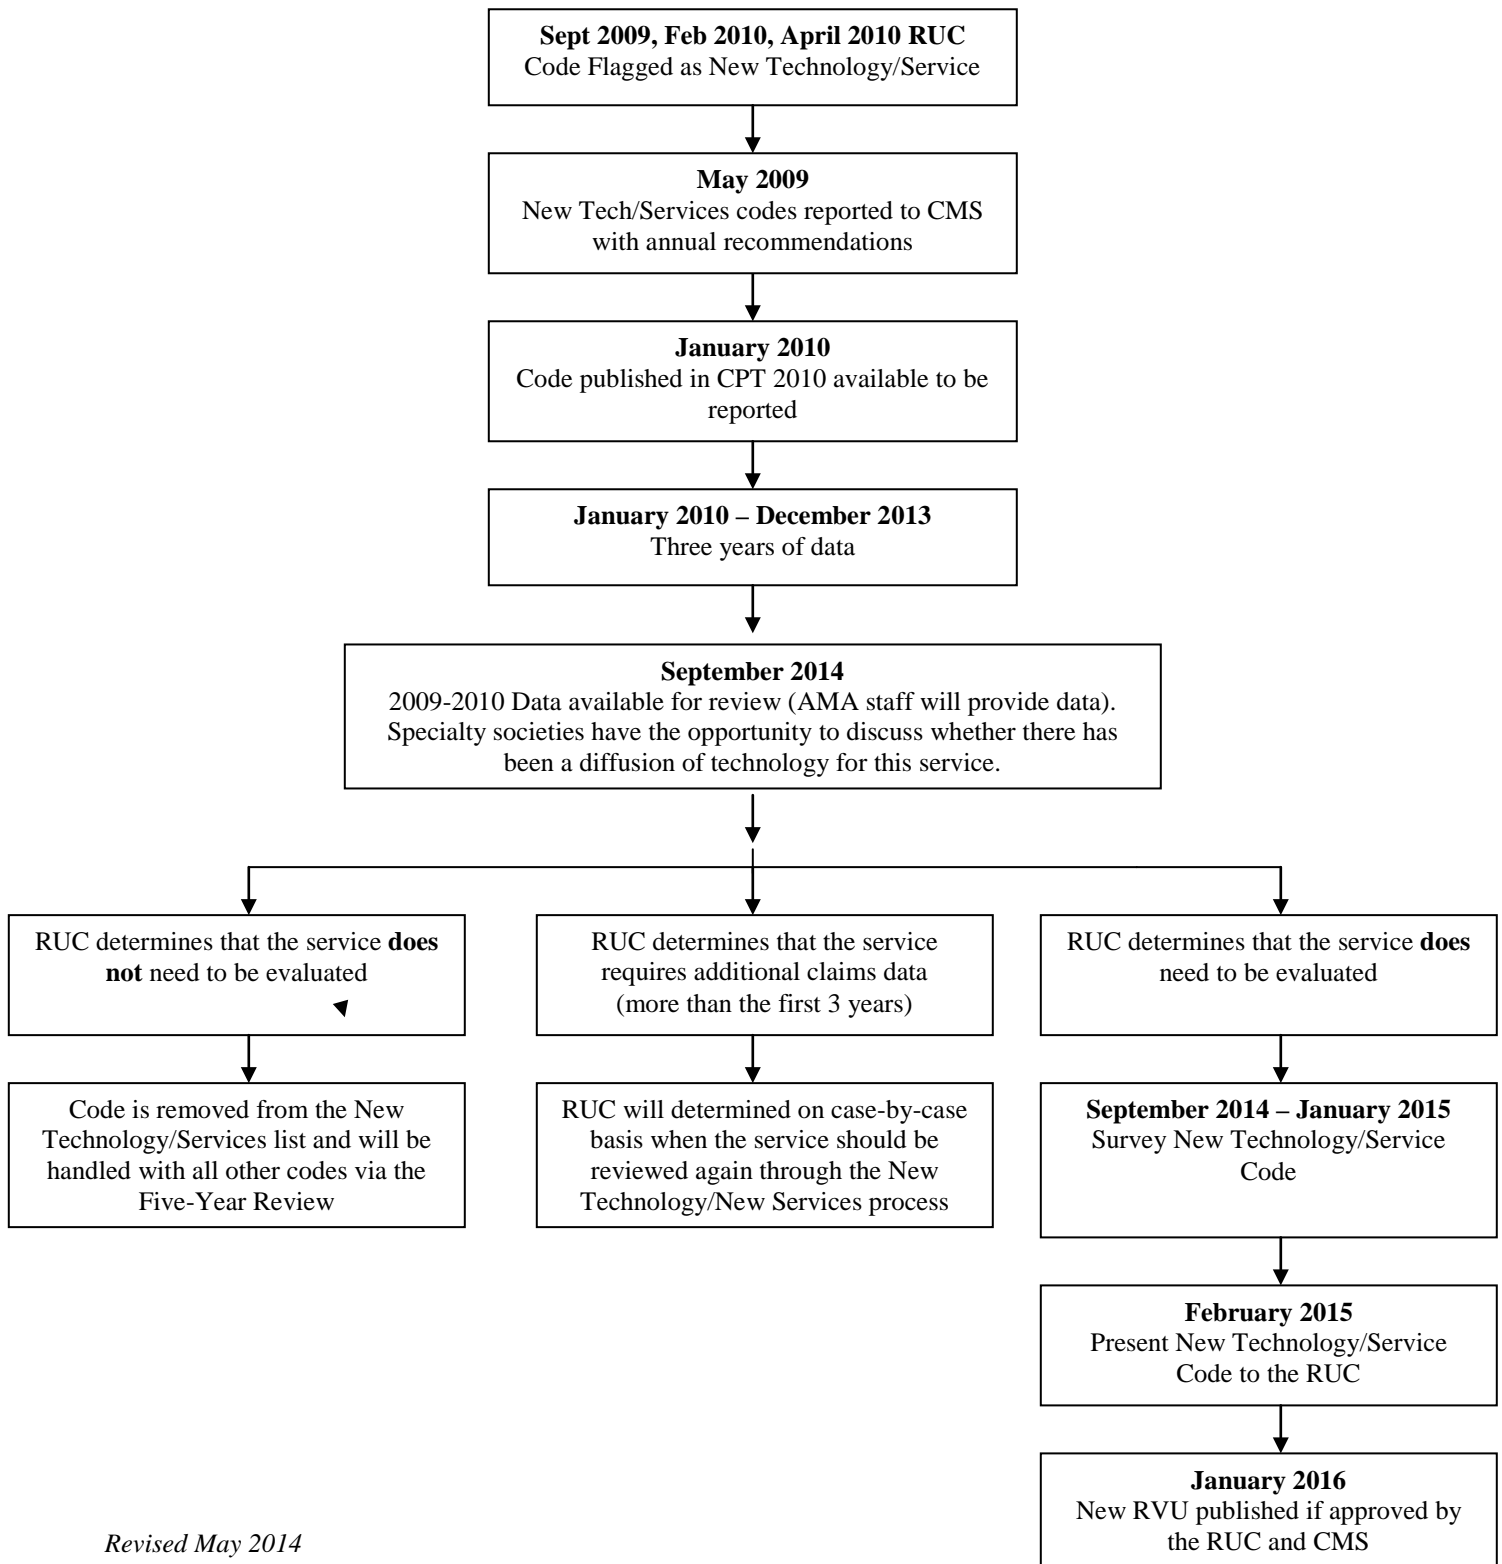 Sept 2009, Feb 2010, April 2010 RUC
Code Flagged as New Technology/Service
May 2009
New Tech/Services codes reported to CMS
with annual recommendations
January 2010
Code published in CPT 2010 available to be
reported
January 2010 – December 2013
Three years of data
September 2014
2009-2010 Data available for review (AMA staff will provide data).
Specialty societies have the opportunity to discuss whether there has
been a diffusion of technology for this service.
RUC determines that the service does
not need to be evaluated
RUC determines that the service
requires additional claims data
(more than the first 3 years)
RUC determines that the service does
need to be evaluated
Code is removed from the New
Technology/Services list and will be
handled with all other codes via the
Five-Year Review
RUC will determined on case-by-case
basis when the service should be
reviewed again through the New
Technology/New Services process
September 2014 – January 2015
Survey New Technology/Service
Code
February 2015
Present New Technology/Service
Code to the RUC
January 2016
New RVU published if approved by
the RUC and CMS
Revised May 2014